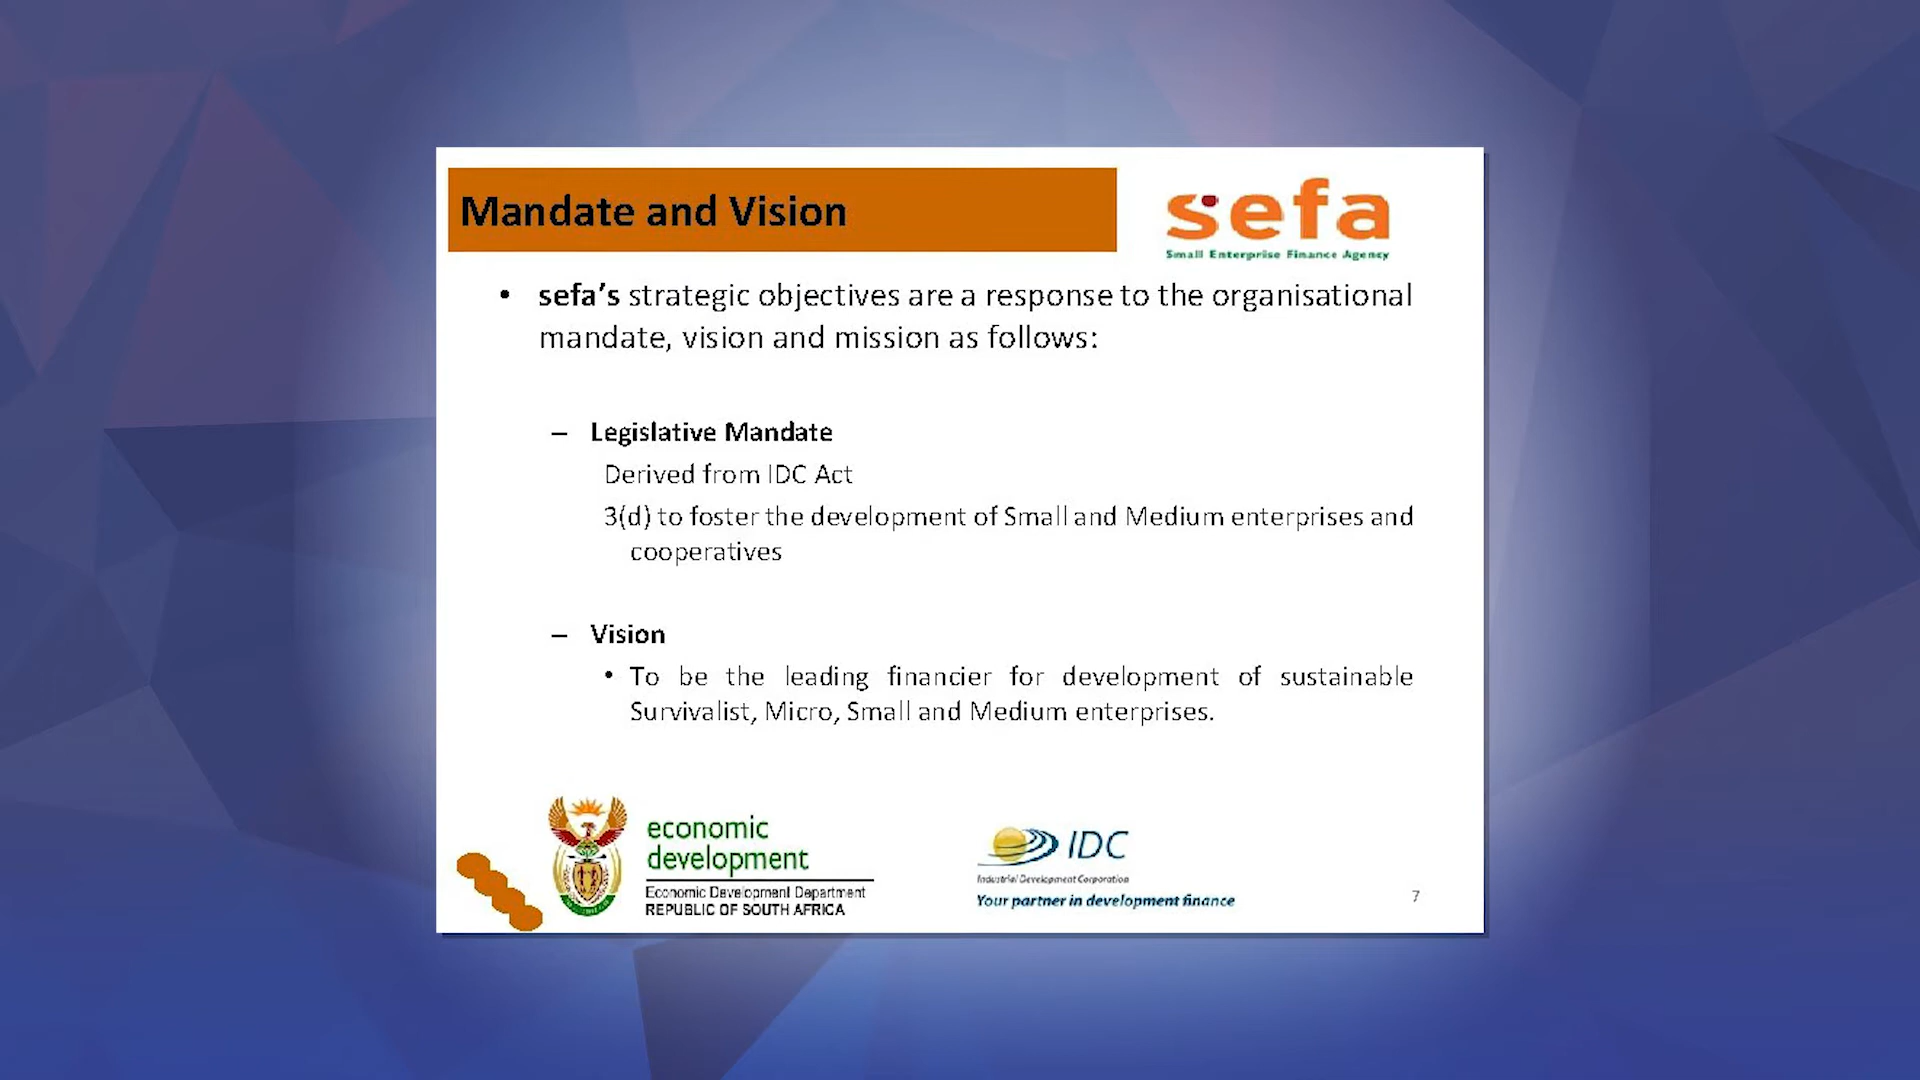 Mandate and Vision
sefa
Small Enterprise Finance Agency
• sefa’s strategic objectives are a response to the organisational
mandate, vision and mission as follows:
– Legislative Mandate
Derived from IDC Act
3(d) to foster the development of Small and Medium enterprises and
cooperatives
– Vision
• To be the leading financier for development of sustainable
Survivalist, Micro, Small and Medium enterprises.
economic
development
Economic Development Department
REPUBLIC OF SOUTH AFRICA
IDC
Industrial Development Corporation
Your partner in development finance
7